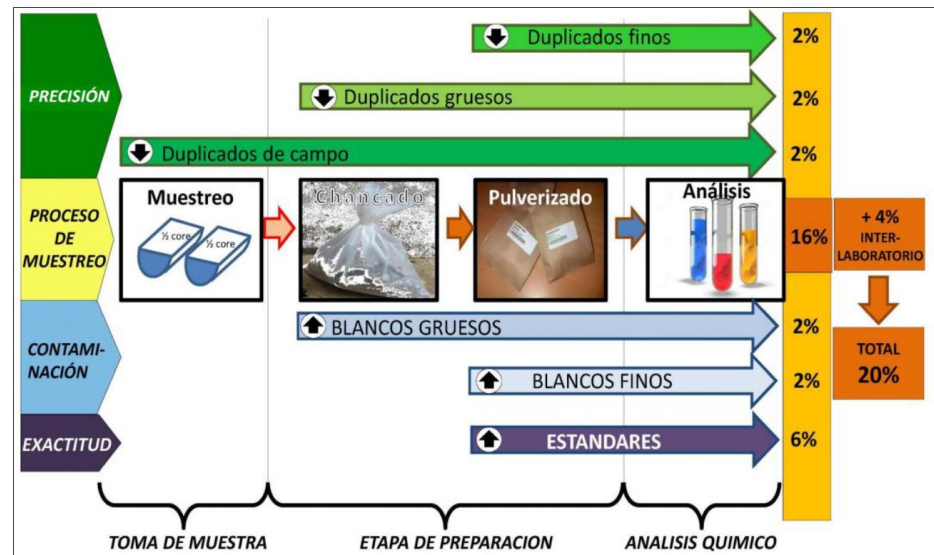 PRECISIÓN
Duplicados finos
2%
Duplicados gruesos
2%
Duplicados de campo
2%
PROCESO
DE
MUESTREO
Muestreo
½ core
½ core
Chancado
Pulverizado
Análisis
16%
+ 4%
INTER-
LABORATORIO
CONTAMI-
NACIÓN
BLANCOS GRUESOS
2%
BLANCOS FINOS
2%
TOTAL
20%
EXACTITUD
ESTANDARES
6%
TOMA DE MUESTRA
ETAPA DE PREPARACION
ANALISIS QUIMICO